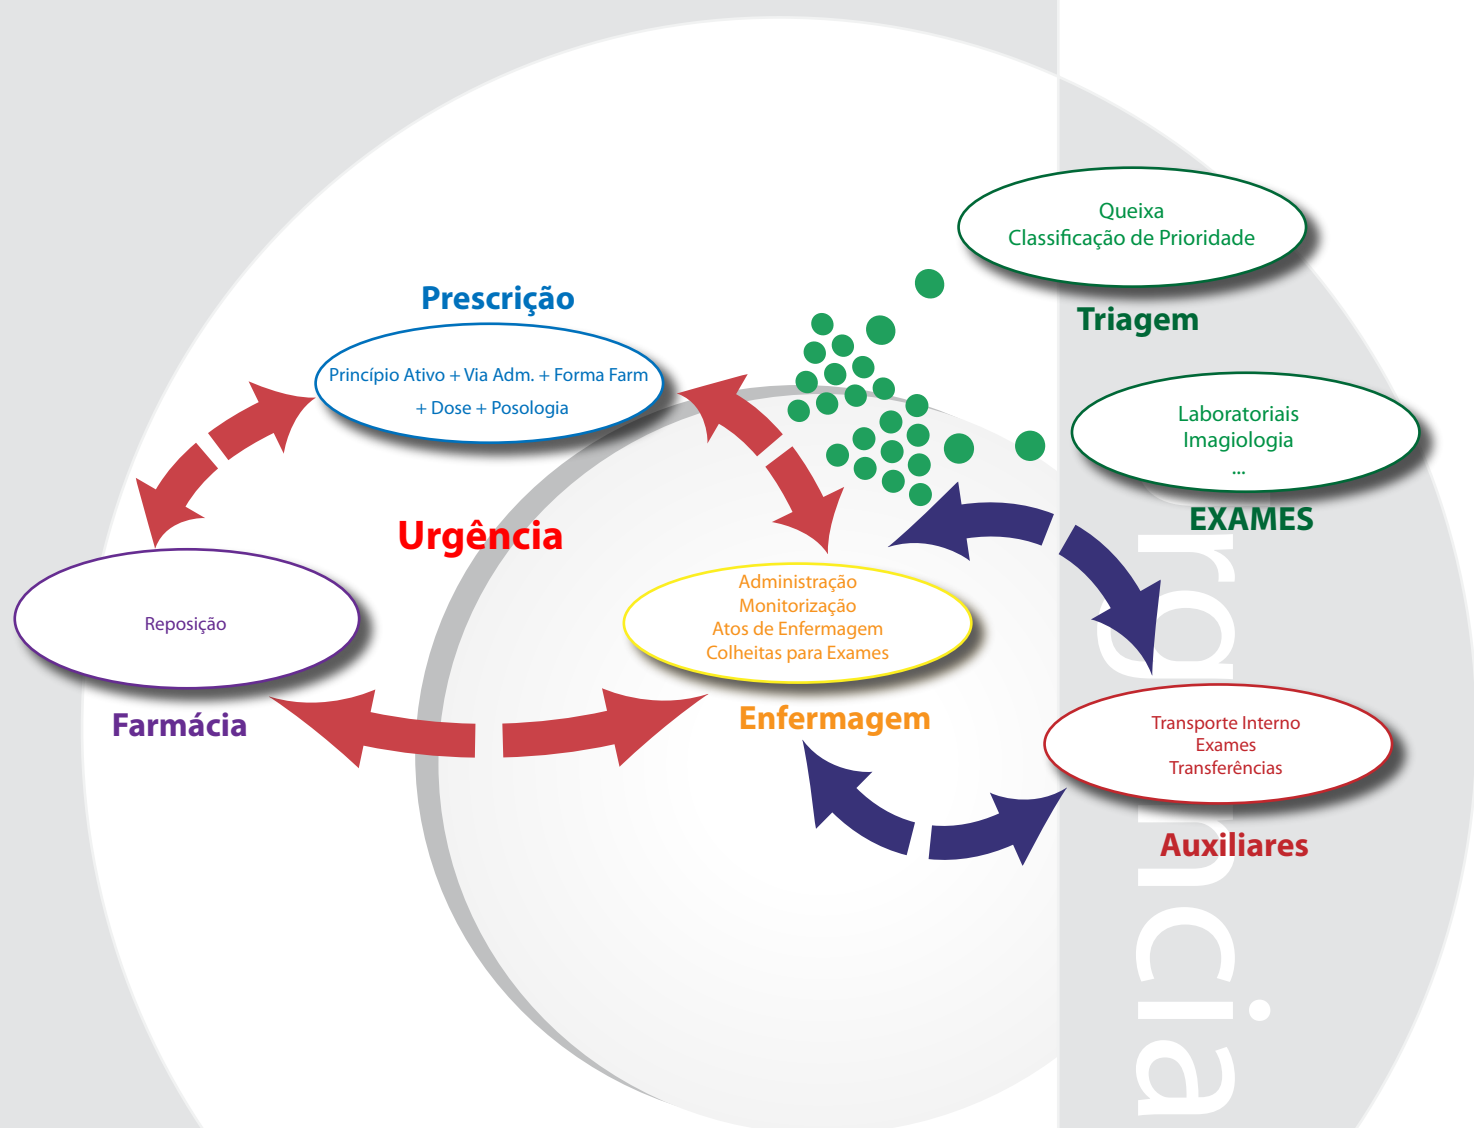 Queixa
Classificação de Prioridade
Triagem
Prescrição
Princípio Ativo + Via Adm. + Forma Farm
+ Dose + Posologia
Laboratoriais
Imagiologia
...
EXAMES
Urgência
Reposição
Farmácia
Administração
Monitorização
Atos de Enfermagem
Colheitas para Exames
Enfermagem
Transporte Interno
Exames
Transferências
Auxiliares